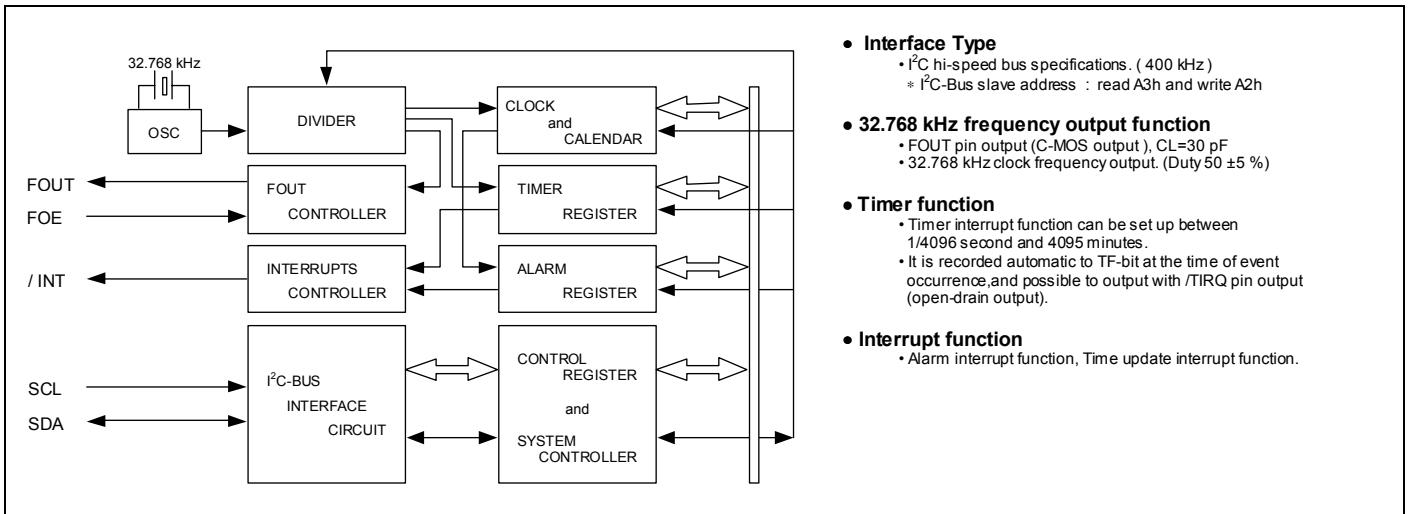 32.768 kHz
OSC
DIVIDER
CLOCK
and
CALENDAR
FOUT
FOE
FOUT
CONTROLLER
TIMER
REGISTER
/ INT
INTERRUPTS
CONTROLLER
ALARM
REGISTER
SCL
SDA
I²C-BUS
INTERFACE
CIRCUIT
CONTROL
REGISTER
and
SYSTEM
CONTROLLER
● Interface Type
• I²C hi-speed bus specifications. ( 400 kHz )
* I²C-Bus slave address : read A3h and write A2h
● 32.768 kHz frequency output function
• FOUT pin output (C-MOS output ), CL=30 pF
• 32.768 kHz clock frequency output. (Duty 50 ±5 %)
● Timer function
• Timer interrupt function can be set up between
1/4096 second and 4095 minutes.
• It is recorded automatic to TF-bit at the time of event
occurrence,and possible to output with /TIRQ pin output
(open-drain output).
● Interrupt function
• Alarm interrupt function, Time update interrupt function.